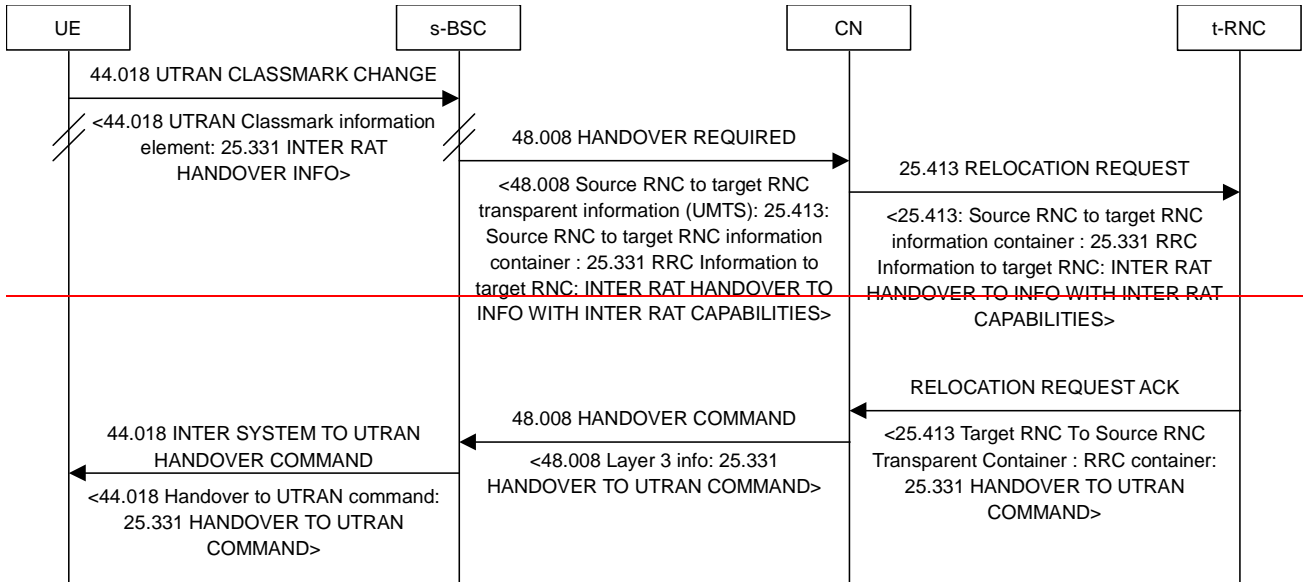 UE
s-BSC
CN
t-RNC
44.018 UTRAN CLASSMARK CHANGE
<44.018 UTRAN Classmark information
element: 25.331 INTER RAT
HANDOVER INFO>
48.008 HANDOVER REQUIRED
<48.008 Source RNC to target RNC
transparent information (UMTS): 25.413:
Source RNC to target RNC information
container : 25.331 RRC Information to
target RNC: INTER RAT HANDOVER TO
INFO WITH INTER RAT CAPABILITIES>
25.413 RELOCATION REQUEST
<25.413: Source RNC to target RNC
information container : 25.331 RRC
Information to target RNC: INTER RAT
HANDOVER TO INFO WITH INTER RAT
CAPABILITIES>
RELOCATION REQUEST ACK
<25.413 Target RNC To Source RNC
Transparent Container : RRC container:
25.331 HANDOVER TO UTRAN
COMMAND>
48.008 HANDOVER COMMAND
<48.008 Layer 3 info: 25.331
HANDOVER TO UTRAN COMMAND>
44.018 INTER SYSTEM TO UTRAN
HANDOVER COMMAND
<44.018 Handover to UTRAN command:
25.331 HANDOVER TO UTRAN
COMMAND>